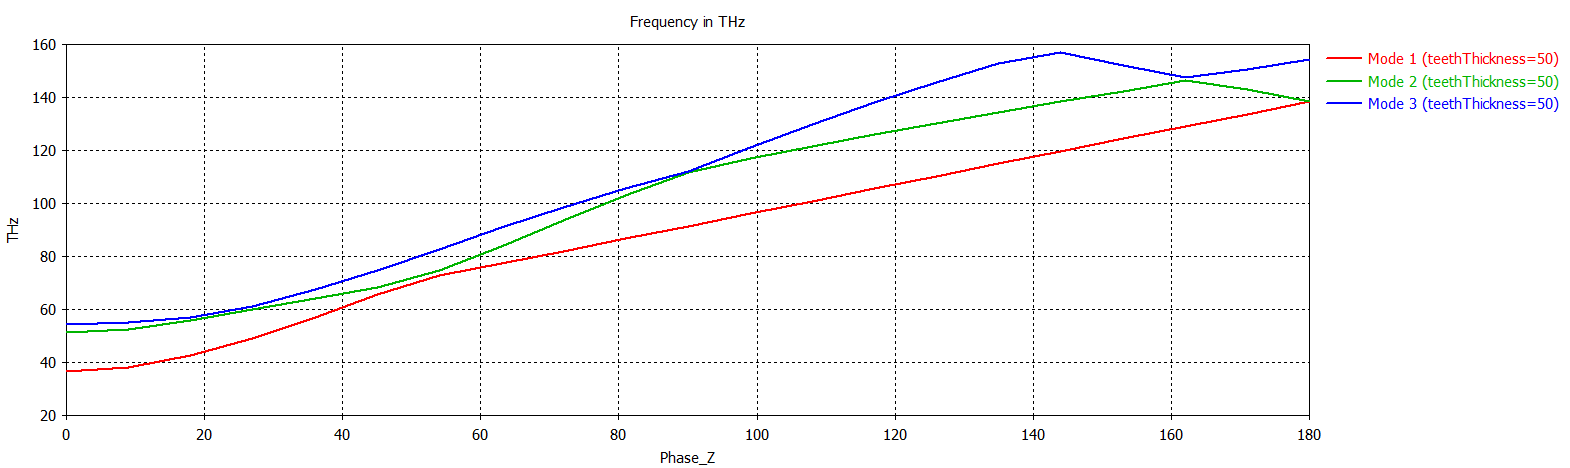 Frequency in THz
160
140
120
100
80
60
40
20
THz
0 20 40 60 80 100 120 140 160 180
Phase_Z
Mode 1 (teethThickness=50)
Mode 2 (teethThickness=50)
Mode 3 (teethThickness=50)